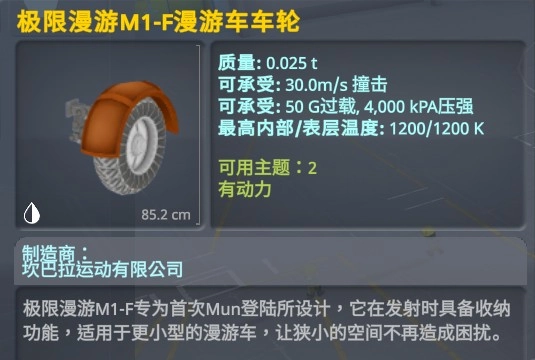 极限漫游M1-F漫游车车轮
质量: 0.025 t
可承受: 30.0m/s 撞击
可承受: 50 G过载, 4,000 kPA压强
最高内部/表层温度: 1200/1200 K
可用主题：2
有动力
85.2 cm
制造商：
坎巴拉运动有限公司
极限漫游M1-F专为首次Mun登陆所设计，它在发射时具备收纳
功能，适用于更小型的漫游车，让狭小的空间不再造成困扰。